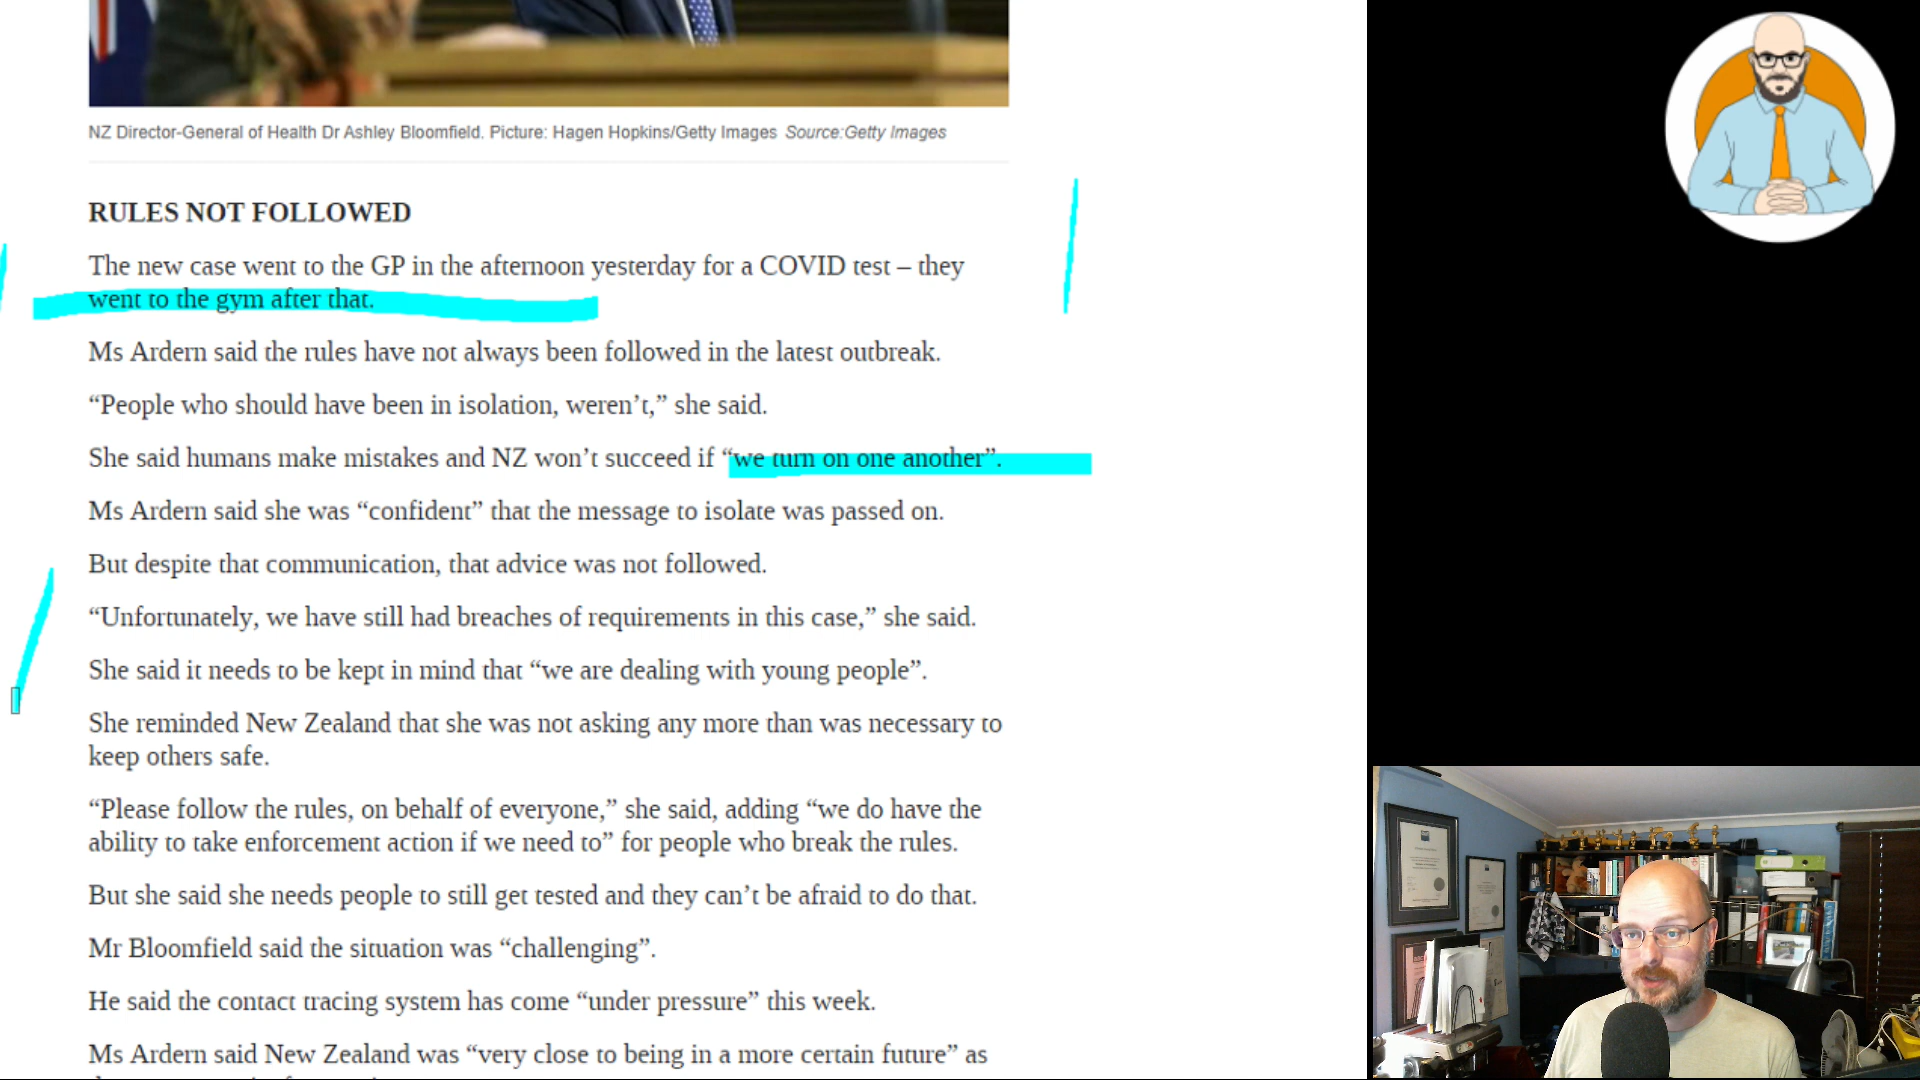 NZ Director-General of Health Dr Ashley Bloomfield. Picture: Hagen Hopkins/Getty Images Source:Getty Images
RULES NOT FOLLOWED
The new case went to the GP in the afternoon yesterday for a COVID test – they
went to the gym after that.
Ms Ardern said the rules have not always been followed in the latest outbreak.
“People who should have been in isolation, weren’t,” she said.
She said humans make mistakes and NZ won’t succeed if “we turn on one another”.
Ms Ardern said she was “confident” that the message to isolate was passed on.
But despite that communication, that advice was not followed.
“Unfortunately, we have still had breaches of requirements in this case,” she said.
She said it needs to be kept in mind that “we are dealing with young people”.
She reminded New Zealand that she was not asking any more than was necessary to
keep others safe.
“Please follow the rules, on behalf of everyone,” she said, adding “we do have the
ability to take enforcement action if we need to” for people who break the rules.
But she said she needs people to still get tested and they can’t be afraid to do that.
Mr Bloomfield said the situation was “challenging”.
He said the contact tracing system has come “under pressure” this week.
Ms Ardern said New Zealand was “very close to being in a more certain future” as